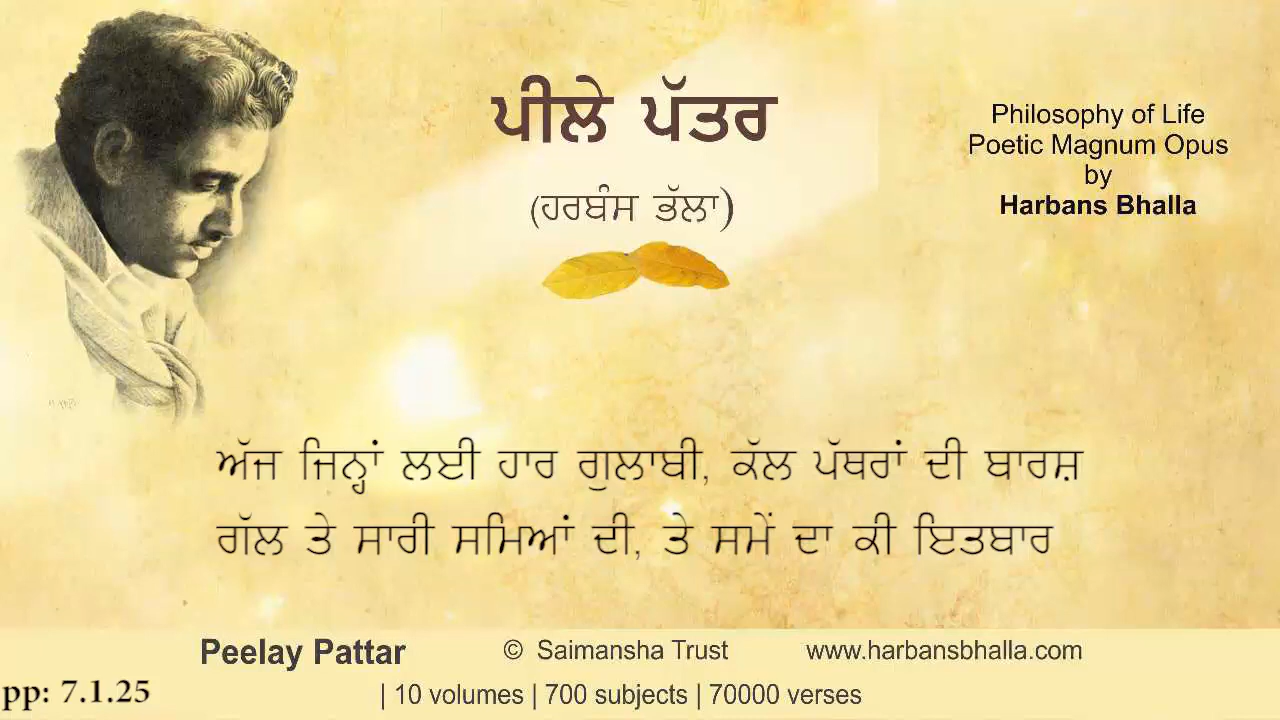 ਪੀਲੇ ਪੱਤਰ
(ਹਰਬੰਸ ਭੱਲਾ)
Philosophy of Life
Poetic Magnum Opus
by
Harbans Bhalla
ਅੱਜ ਜਿਨ੍ਹਾਂ ਲਈ ਹਾਰ ਗੁਲਾਬੀ, ਕੱਲ ਪੱਥਰਾਂ ਦੀ ਬਾਰਸ਼
ਗੱਲ ਤੇ ਸਾਰੀ ਸਮਿਆਂ ਦੀ, ਤੇ ਸਮੇਂ ਦਾ ਕੀ ਇਤਬਾਰ
Peelay Pattar © Saimansha Trust www.harbansbhalla.com
pp: 7.1.25 | 10 volumes | 700 subjects | 70000 verses